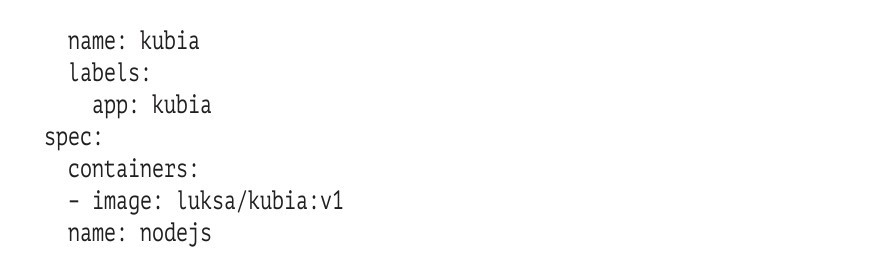 name: kubia
labels:
app: kubia
spec:
containers:
- image: luksa/kubia:v1
name: nodejs